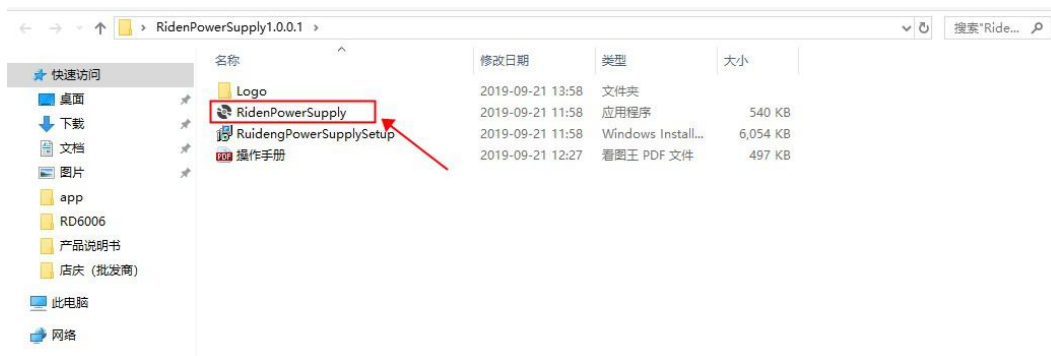 RidenPowerSupply1.0.0.1
搜索"Ride...
名称 修改日期 类型 大小
快速访问
桌面
下载
文档
图片
app
RD6006
产品说明书
店庆（批发商）
此电脑
网络
Logo 2019-09-21 13:58 文件夹
RidenPowerSupply 2019-09-21 11:58 应用程序 540 KB
RuidengPowerSupplySetup 2019-09-21 11:58 Windows Install... 6,054 KB
PDF 操作手册 2019-09-21 12:27 看图王 PDF 文件 497 KB